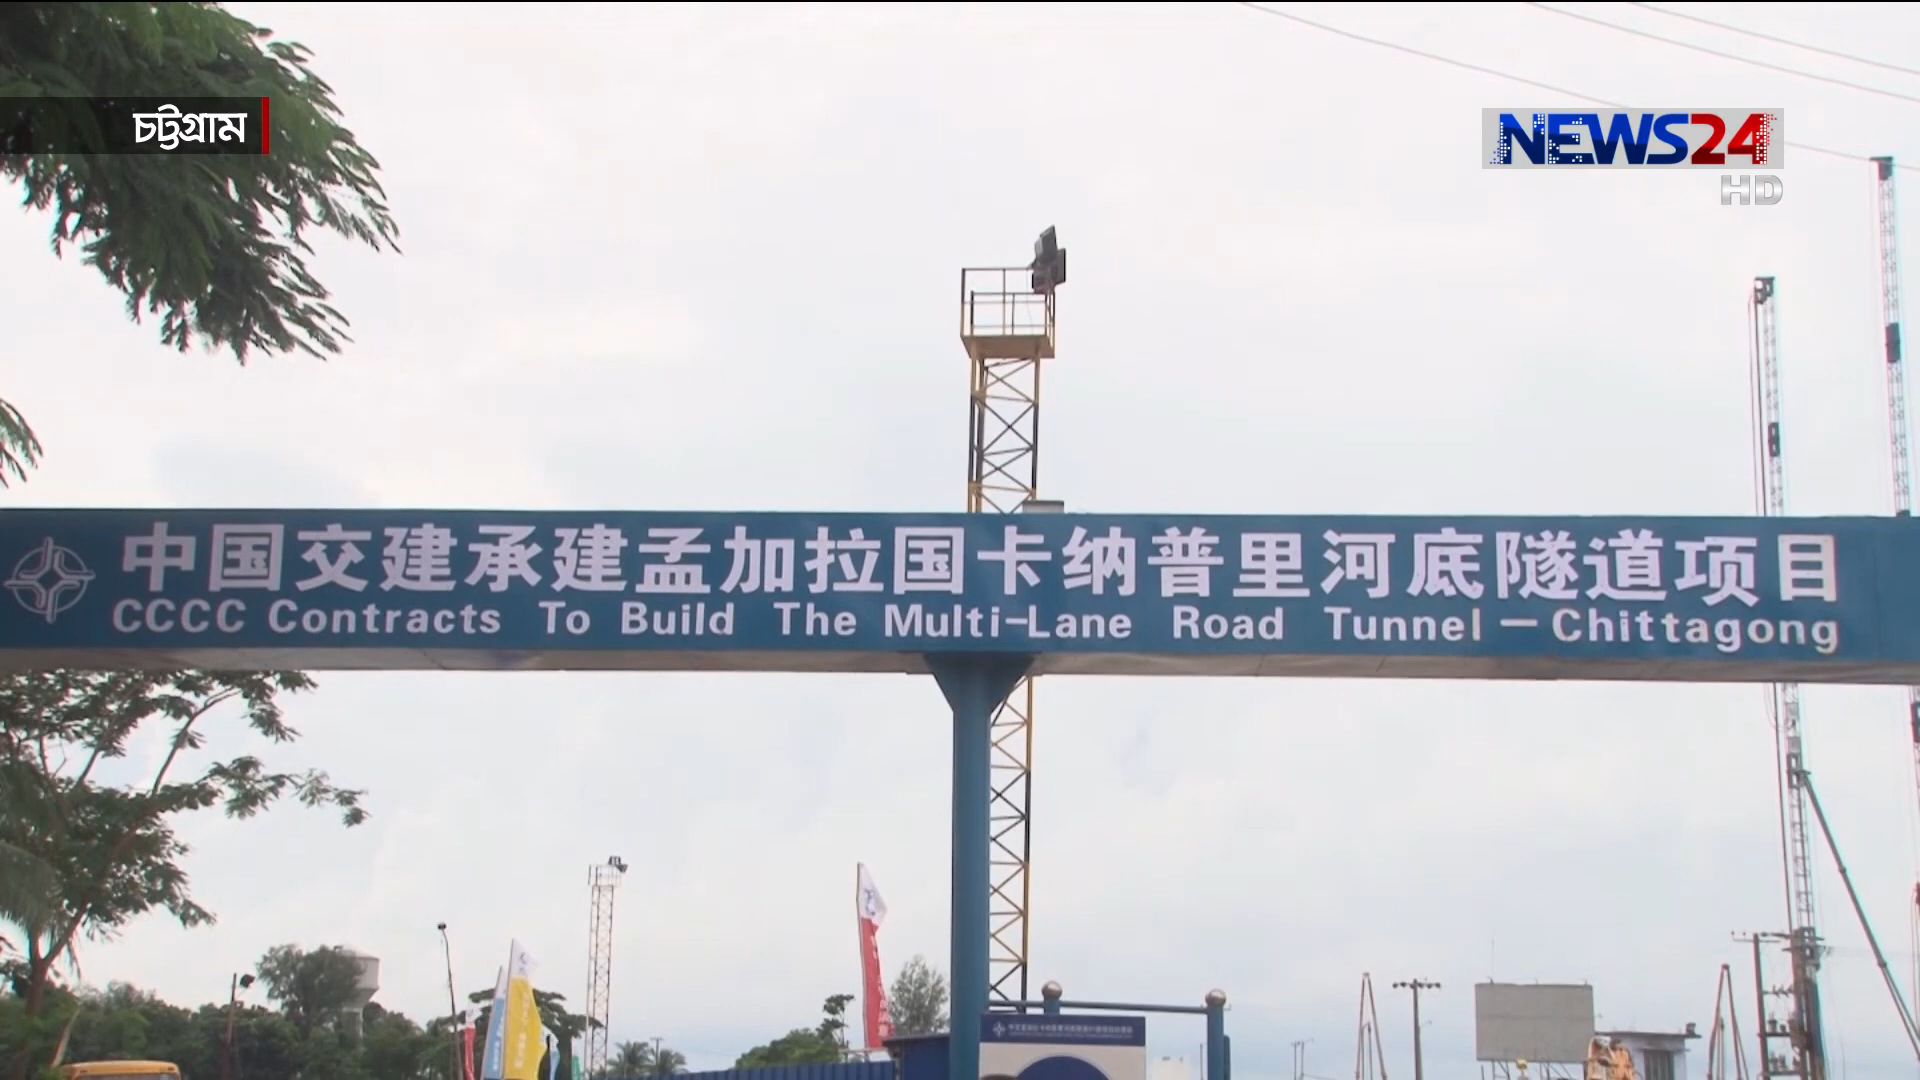 চট্টগ্রাম
NEWS24
HD
中国交建承建孟加拉国卡纳普里河底隧道项目
CCCC Contracts To Build The Multi-Lane Road Tunnel - Chittagong